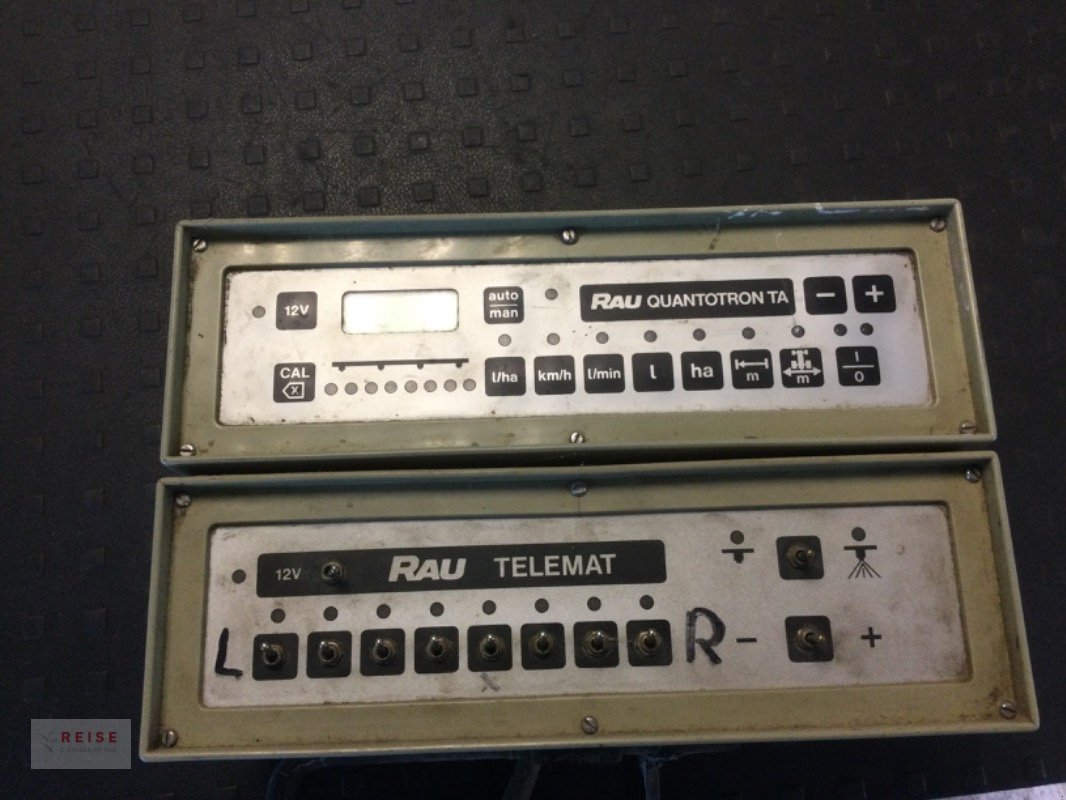 12V
auto
man
RAU QUANTOTRON TA
- +
CAL
X
l/ha km/h l/min l ha m m I/0
12V RAU TELEMAT
L R - +
x
REISE
Landtechnik